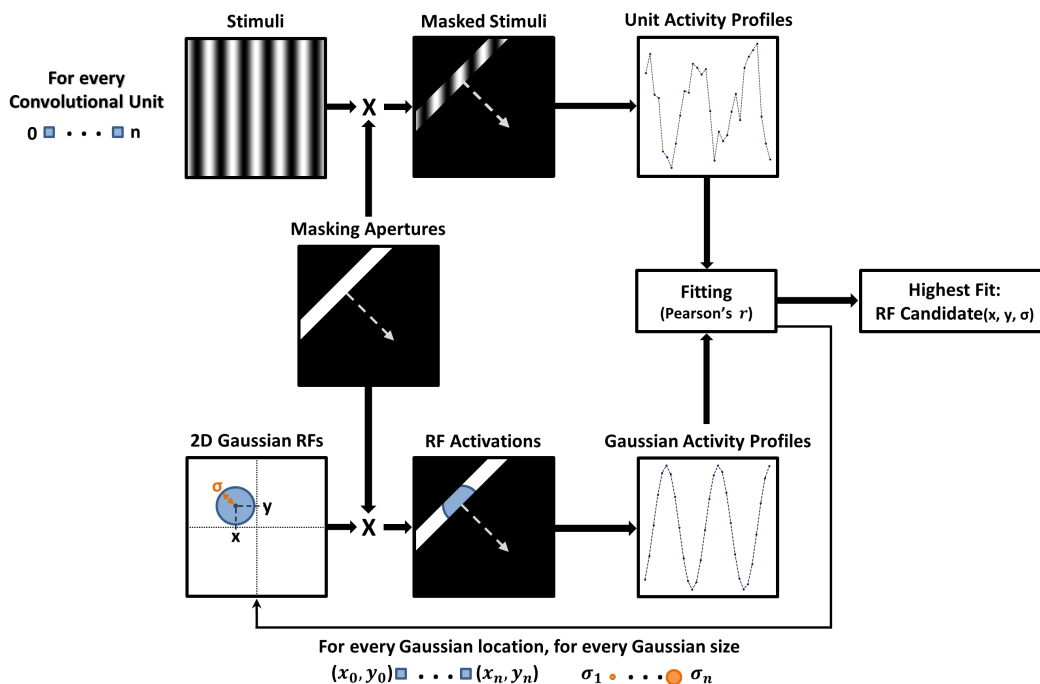 Stimuli
Masked Stimuli
Unit Activity Profiles
For every
Convolutional Unit
0 . . . n
X
Masking Apertures
Fitting
(Pearson's r)
Highest Fit:
RF Candidate(x, y, σ)
2D Gaussian RFs
RF Activations
Gaussian Activity Profiles
σ
y
x
X
For every Gaussian location, for every Gaussian size
(x₀, y₀) . . . . (xₙ, yₙ) σ₁ . . . . σₙ